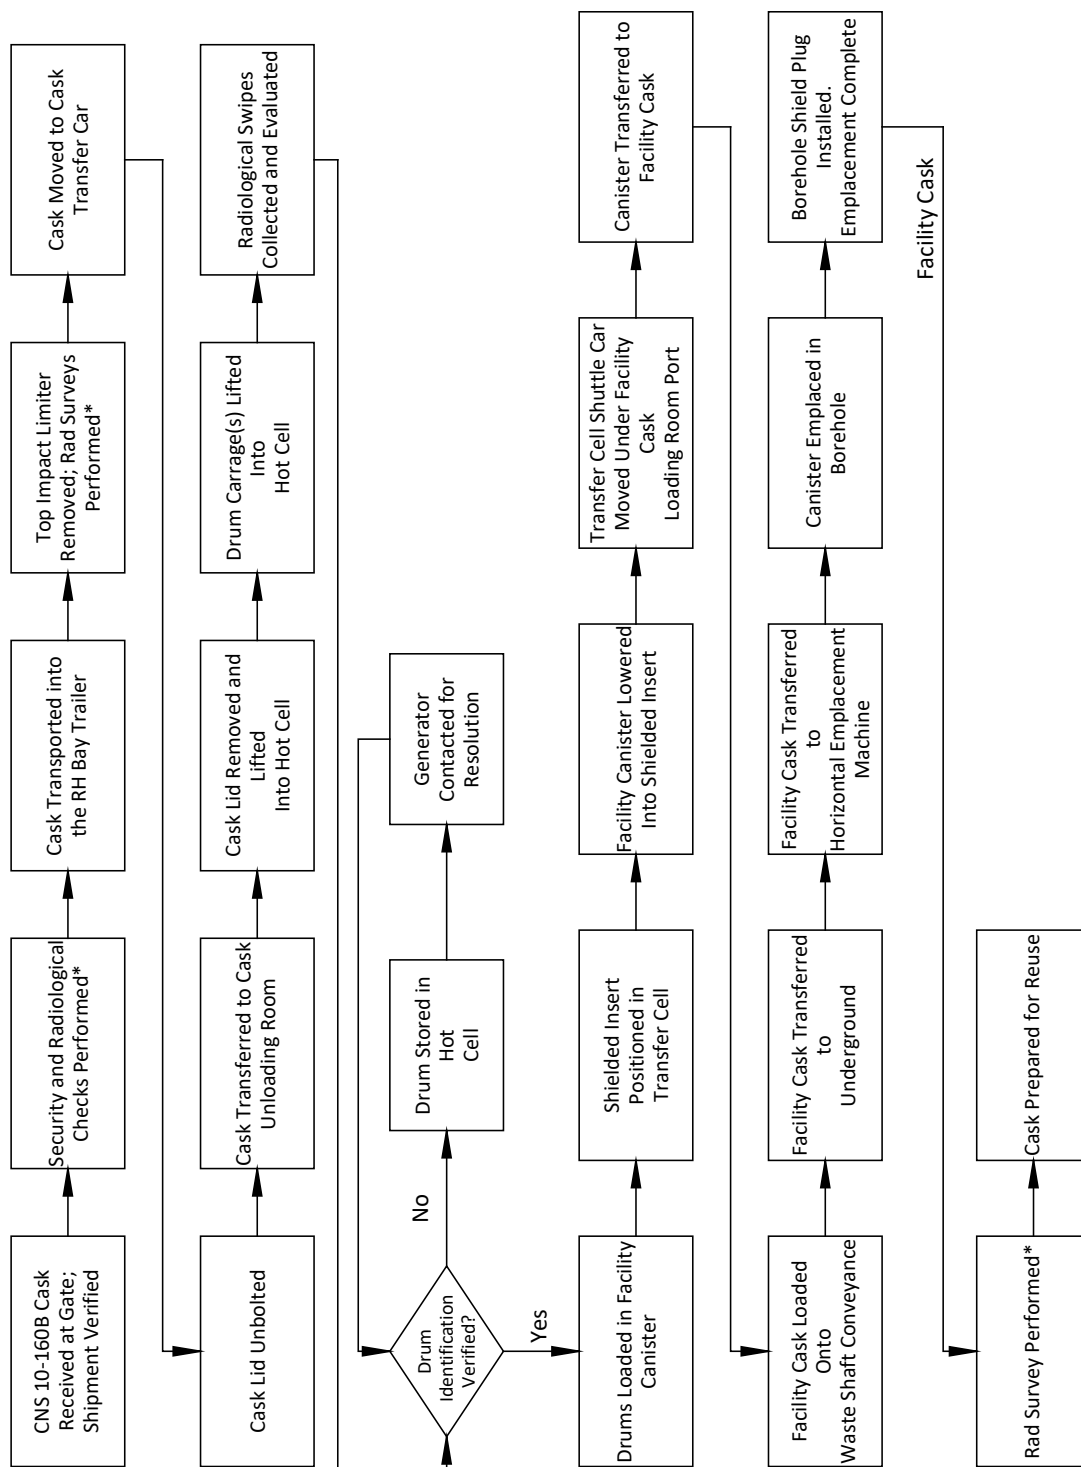 CNS 10-160B Cask
Received at Gate;
Shipment Verified
Security and Radiological
Checks Performed*
Cask Transported into
the RH Bay Trailer
Top Impact Limiter
Removed; Rad Surveys
Performed*
Cask Moved to Cask
Transfer Car
Cask Lid Unbolted
Cask Transferred to Cask
Unloading Room
Cask Lid Removed and
Lifted
Into Hot Cell
Drum Carrage(s) Lifted
Into
Hot Cell
Radiological Swipes
Collected and Evaluated
Drum
Identification
Verified?
No
Drum Stored in
Hot
Cell
Generator
Contacted for
Resolution
Yes
Drums Loaded in Facility
Canister
Shielded Insert
Positioned in
Transfer Cell
Facility Canister Lowered
Into Shielded Insert
Transfer Cell Shuttle Car
Moved Under Facility
Cask
Loading Room Port
Canister Transferred to
Facility Cask
Facility Cask Loaded
Onto
Waste Shaft Conveyance
Facility Cask Transferred
to
Underground
Facility Cask Transferred
to
Horizontal Emplacement
Machine
Canister Emplaced in
Borehole
Borehole Shield Plug
Installed.
Emplacement Complete
Facility Cask
Rad Survey Performed*
Cask Prepared for Reuse